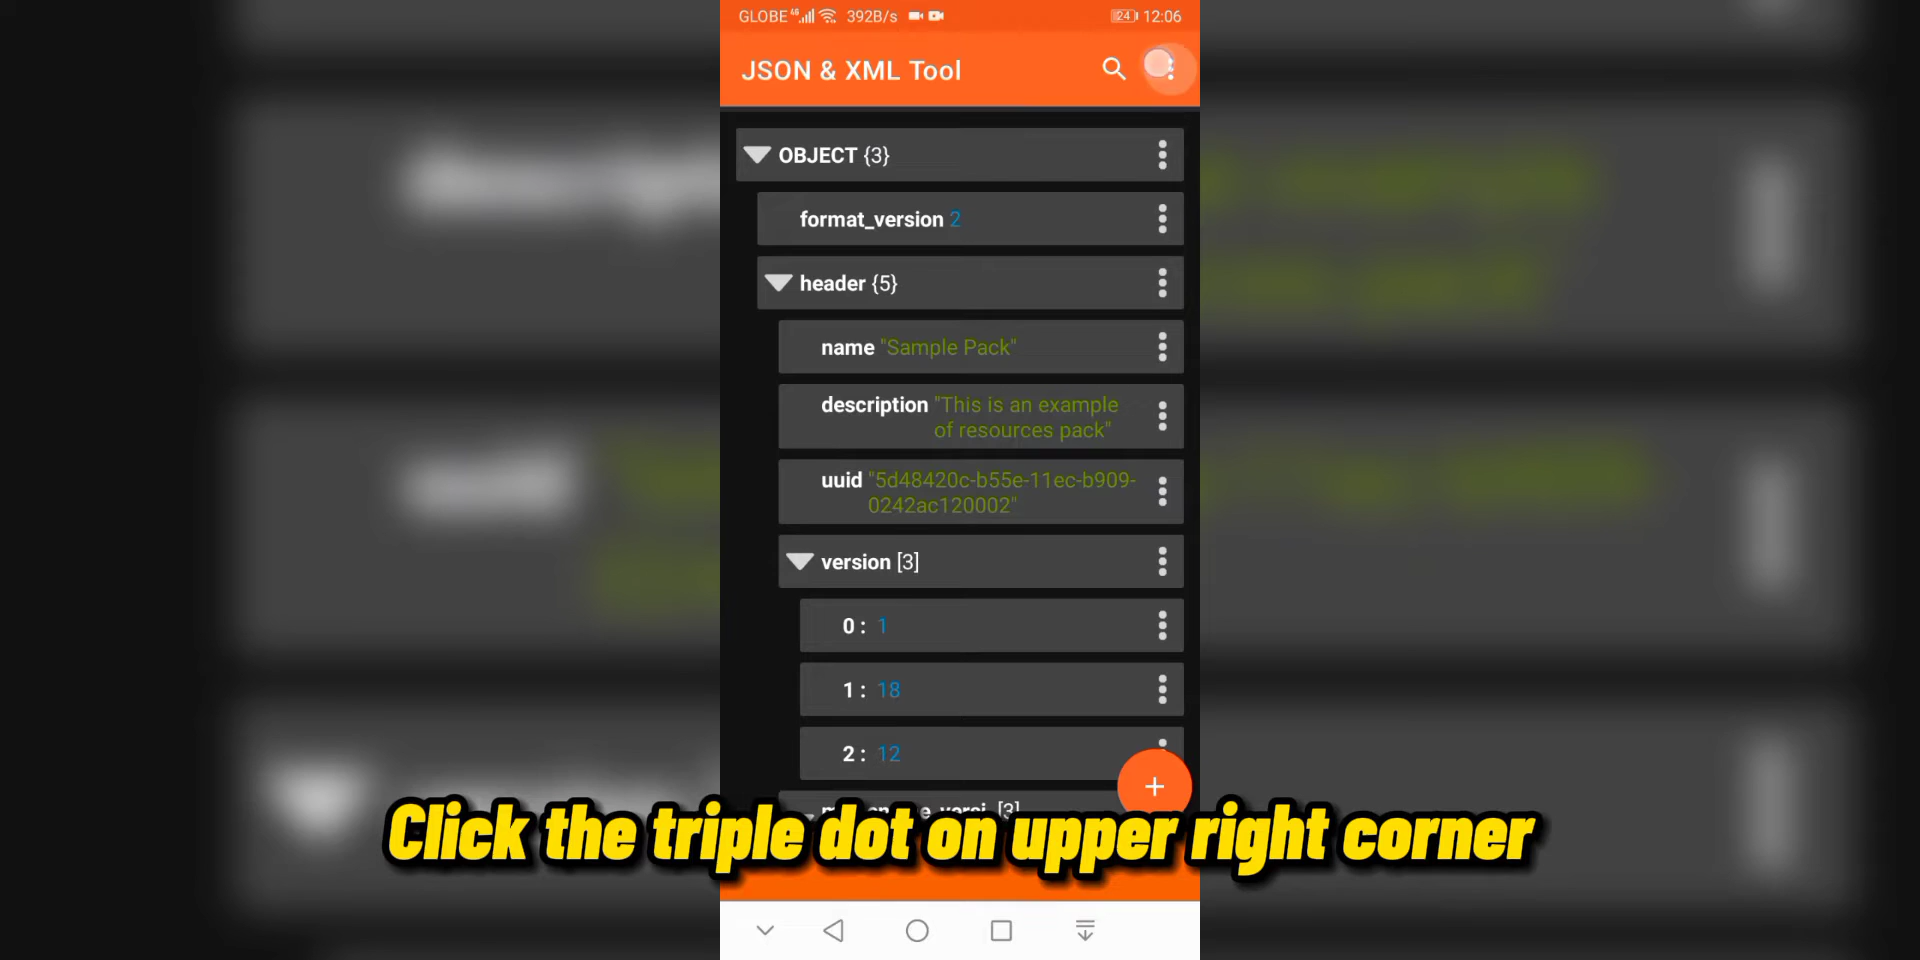 GLOBE 4G 392B/s 24 12:06
JSON & XML Tool
OBJECT {3}
format_version 2
header {5}
name "Sample Pack"
description "This is an example
of resources pack"
uuid "5d48420c-b55e-11ec-b909-
0242ac120002"
version [3]
0 : 1
1 : 18
2 : 12
[3]
Click the triple dot on upper right corner
+